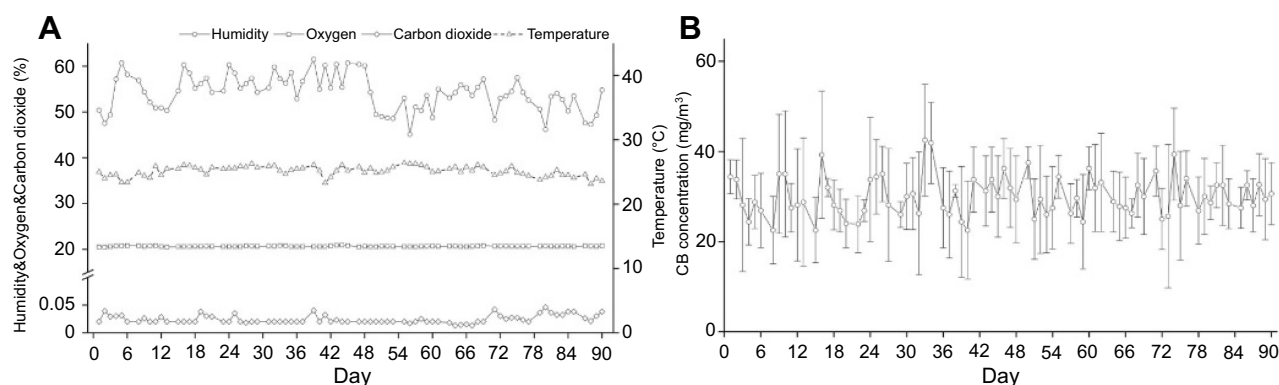 A
Humidity Oxygen Carbon dioxide Temperature
Humidity&Oxygen&Carbon dioxide (%)
60
50
40
30
20
0.05
0
40
30
20
10
0
Temperature (°C)
0 6 12 18 24 30 36 42 48 54 60 66 72 78 84 90
Day
B
CB concentration (mg/m³)
60
40
20
0
0 6 12 18 24 30 36 42 48 54 60 66 72 78 84 90
Day